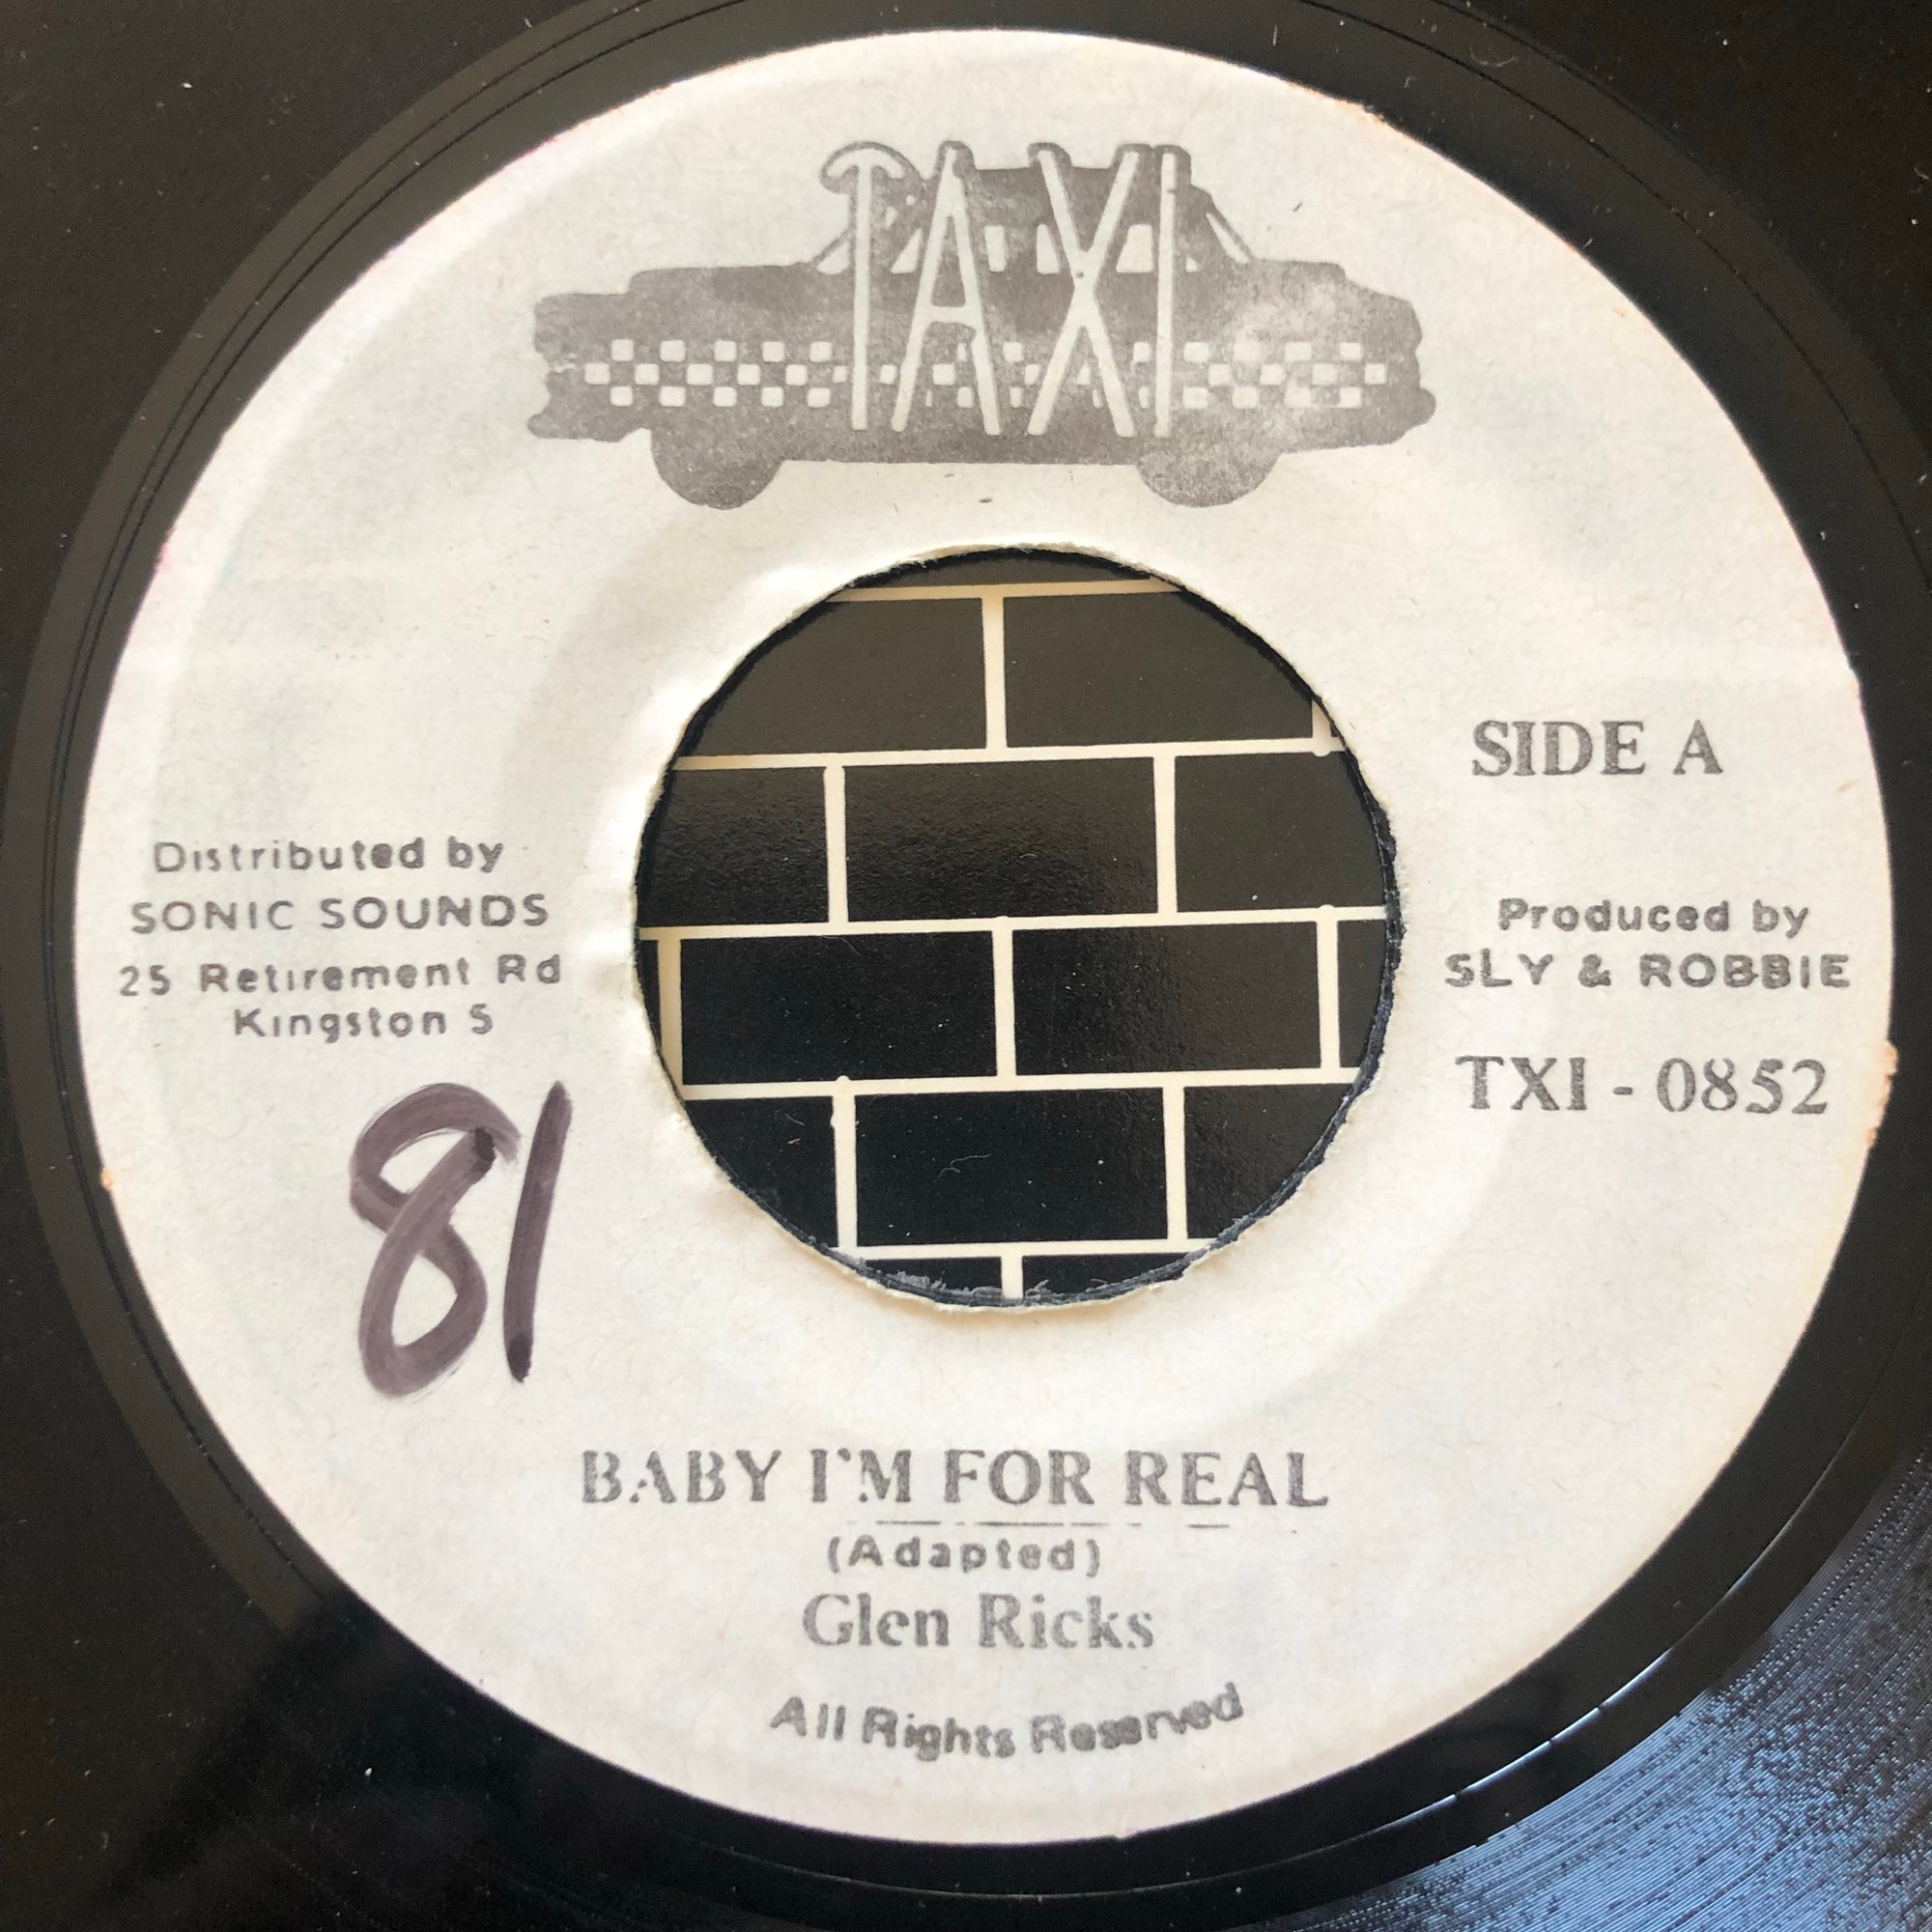 TAXI
SIDE A
Distributed by
SONIC SOUNDS
25 Retirement Rd
Kingston 5
Produced by
SLY & ROBBIE
TXI - 0852
81
BABY I'M FOR REAL
(Adapted)
Glen Ricks
All Rights Reserved